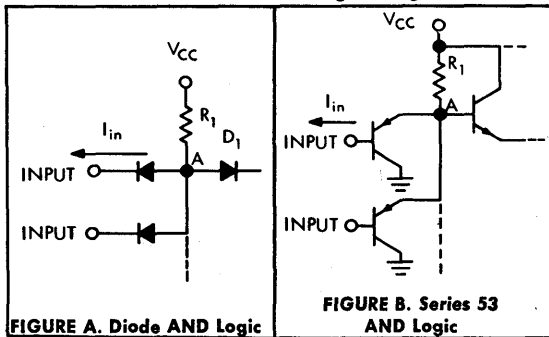 VCC
R1
Iin
D1
A
INPUT
INPUT
FIGURE A. Diode AND Logic
VCC
R1
Iin
A
INPUT
INPUT
FIGURE B. Series 53
AND Logic